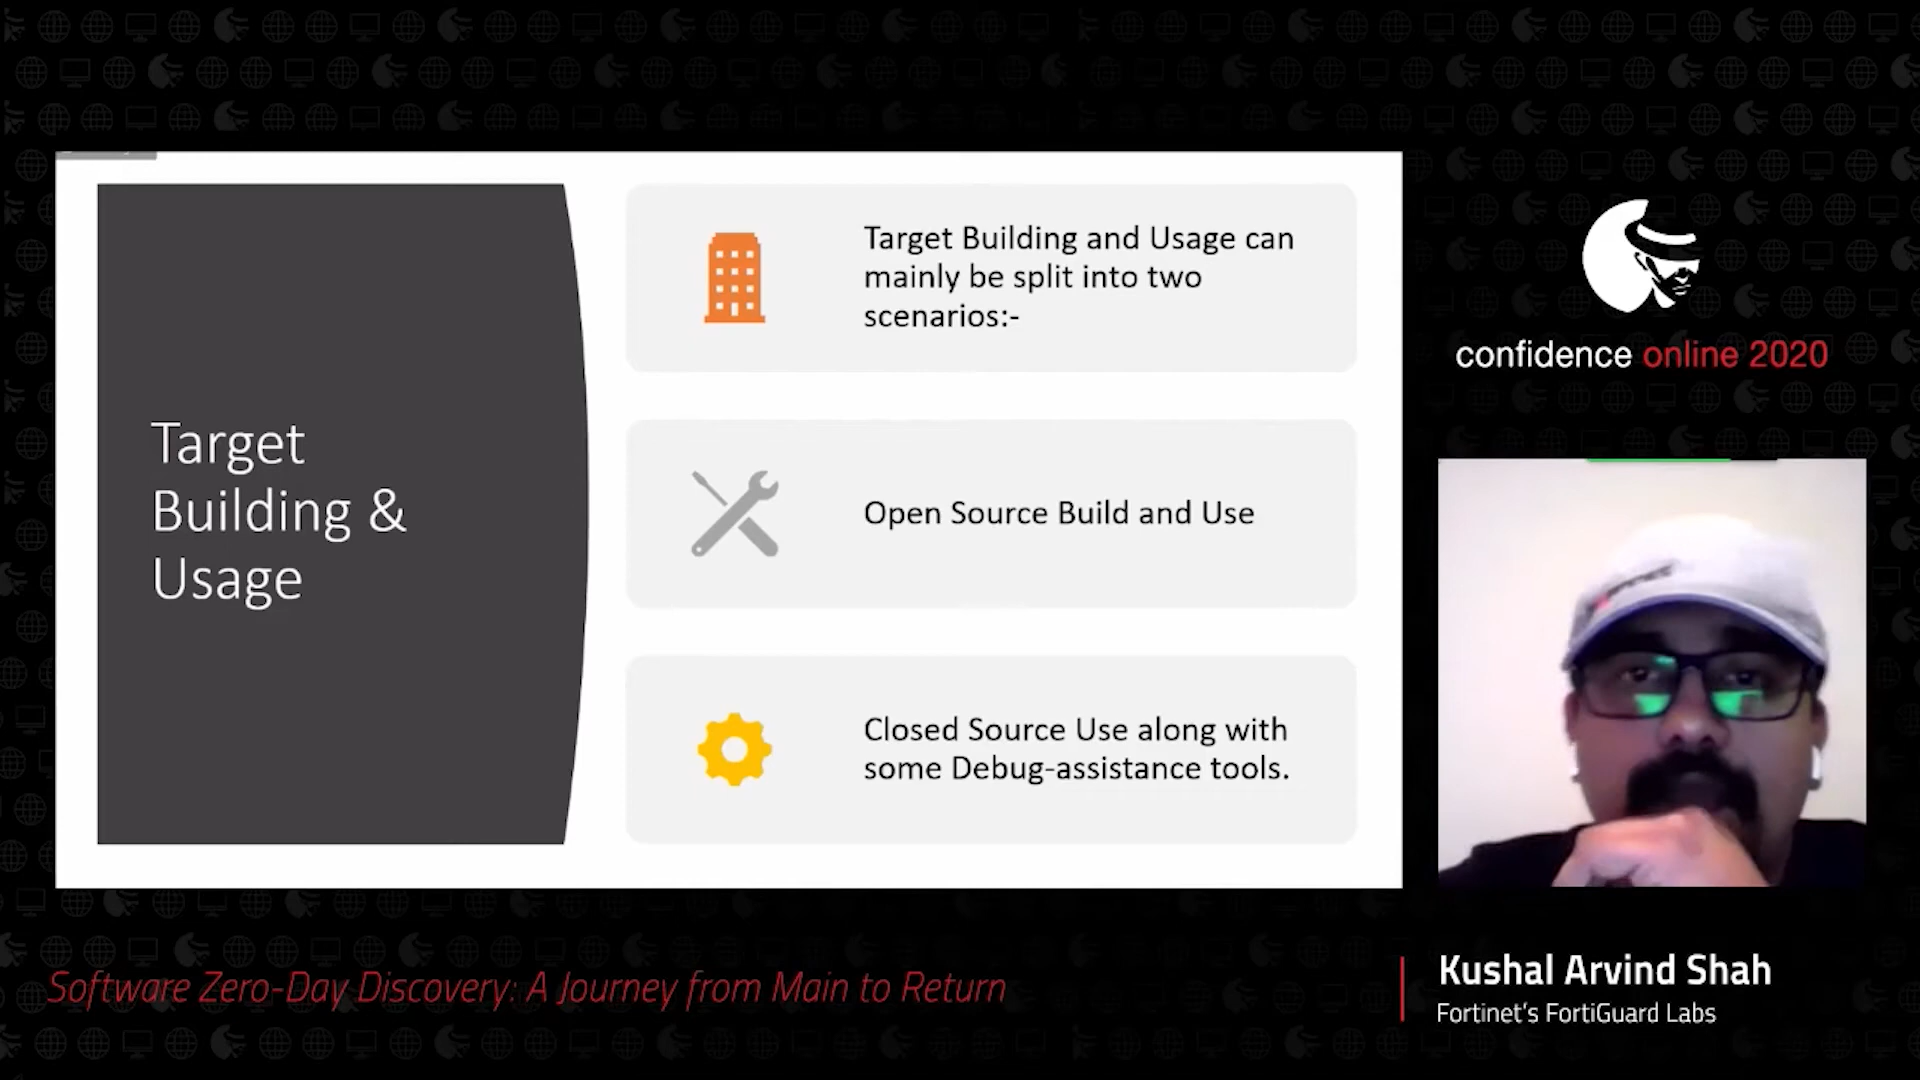 Target
Building &
Usage
Target Building and Usage can
mainly be split into two
scenarios:-
Open Source Build and Use
Closed Source Use along with
some Debug-assistance tools.
confidence online 2020
Software Zero-Day Discovery: A Journey from Main to Return
Kushal Arvind Shah
Fortinet's FortiGuard Labs